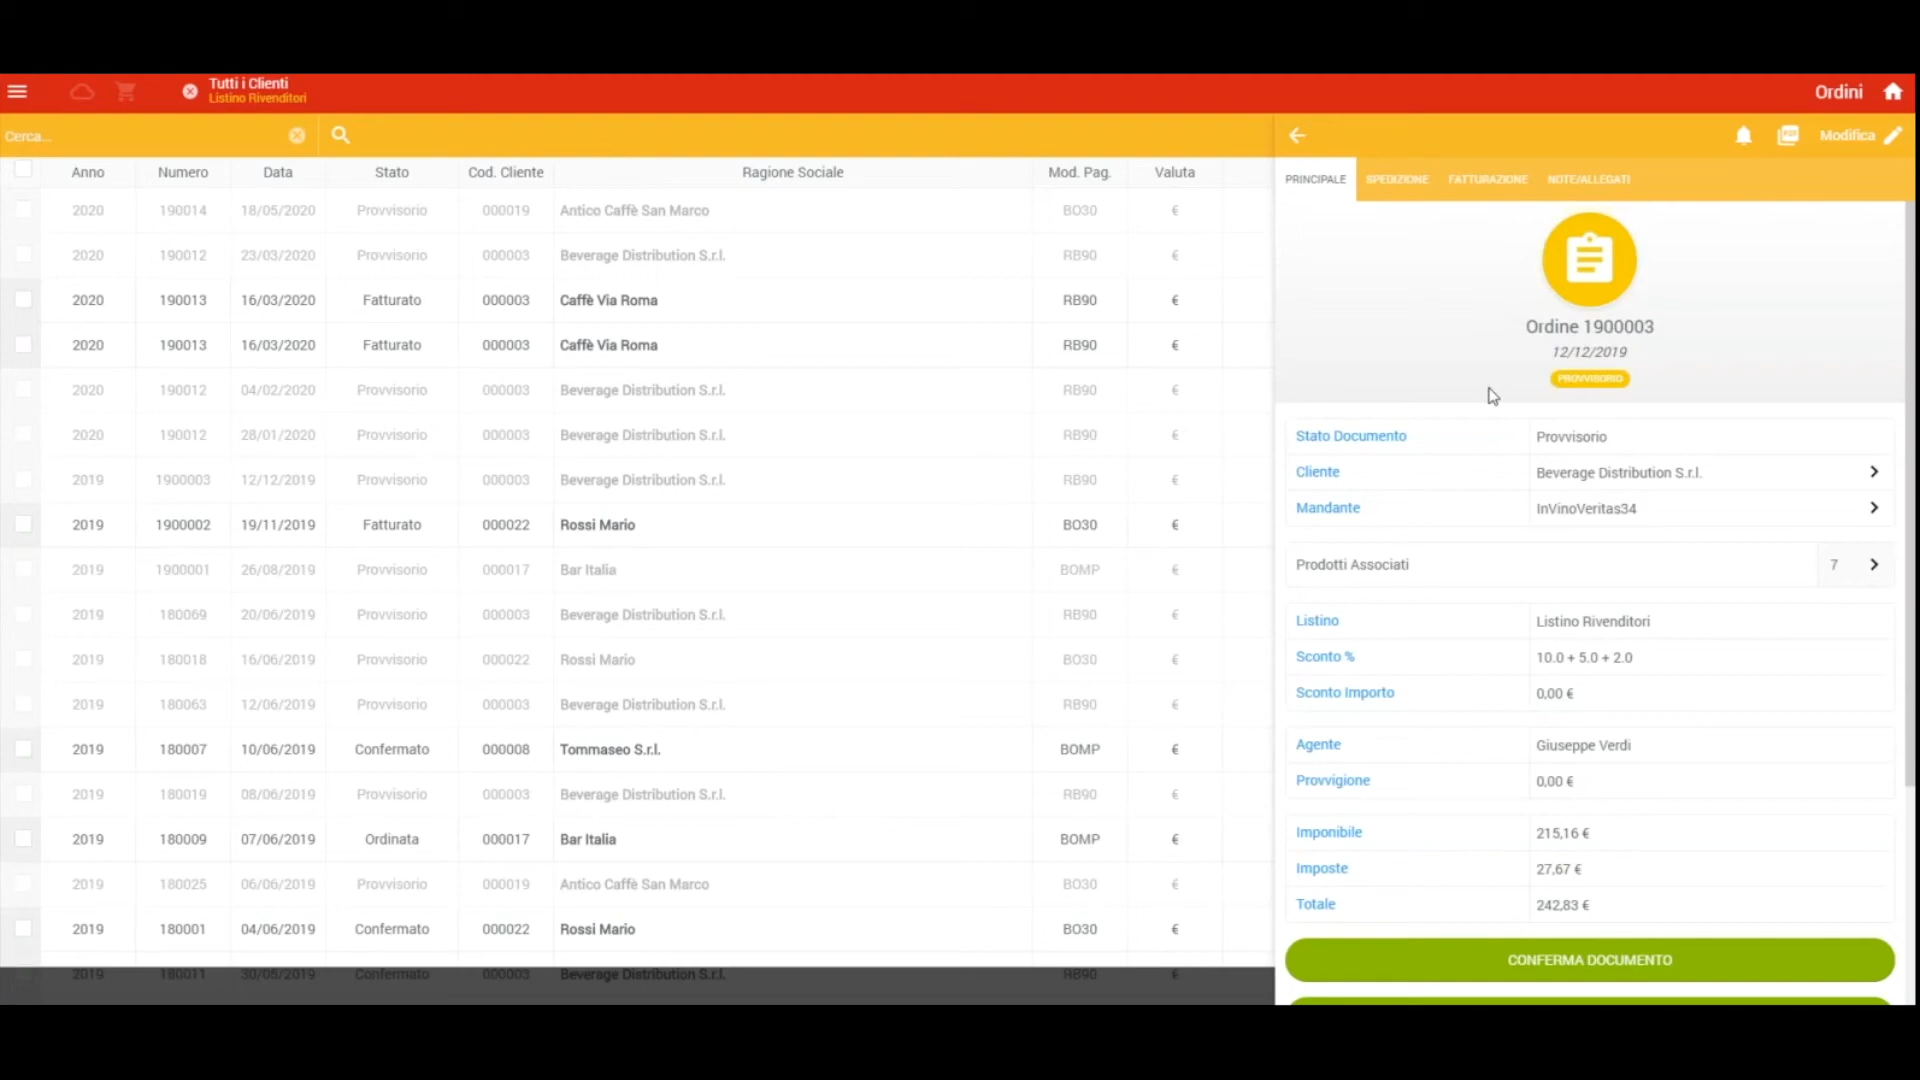 Tutti i Clienti
Listino Rivenditori
Ordini
Cerca...
Modifica
Anno Numero Data Stato Cod. Cliente Ragione Sociale Mod. Pag. Valuta
2020 190014 18/05/2020 Provvisorio 000019 Antico Caffè San Marco BO30 €
2020 190012 23/03/2020 Provvisorio 000003 Beverage Distribution S.r.l. RB90 €
2020 190013 16/03/2020 Fatturato 000003 Caffè Via Roma RB90 €
2020 190013 16/03/2020 Fatturato 000003 Caffè Via Roma RB90 €
2020 190012 04/02/2020 Provvisorio 000003 Beverage Distribution S.r.l. RB90 €
2020 190012 28/01/2020 Provvisorio 000003 Beverage Distribution S.r.l. RB90 €
2019 1900003 12/12/2019 Provvisorio 000003 Beverage Distribution S.r.l. RB90 €
2019 1900002 19/11/2019 Fatturato 000022 Rossi Mario BO30 €
2019 1900001 26/08/2019 Provvisorio 000017 Bar Italia BOMP €
2019 180069 20/06/2019 Provvisorio 000003 Beverage Distribution S.r.l. RB90 €
2019 180018 16/06/2019 Provvisorio 000022 Rossi Mario BO30 €
2019 180063 12/06/2019 Provvisorio 000003 Beverage Distribution S.r.l. RB90 €
2019 180007 10/06/2019 Confermato 000008 Tommaseo S.r.l. BOMP €
2019 180019 08/06/2019 Provvisorio 000003 Beverage Distribution S.r.l. RB90 €
2019 180009 07/06/2019 Ordinata 000017 Bar Italia BOMP €
2019 180025 06/06/2019 Provvisorio 000019 Antico Caffè San Marco BO30 €
2019 180001 04/06/2019 Confermato 000022 Rossi Mario BO30 €
2019 180011 30/05/2019 Confermato 000003 Beverage Distribution S.r.l. RB90 €
PRINCIPALE SPEDIZIONE FATTURAZIONE NOTE/ALLEGATI
Ordine 1900003
12/12/2019
PROVVISORIO
Stato Documento Provvisorio
Cliente Beverage Distribution S.r.l.
Mandante InVinoVeritas34
Prodotti Associati 7
Listino Listino Rivenditori
Sconto % 10.0 + 5.0 + 2.0
Sconto Importo 0,00 €
Agente Giuseppe Verdi
Provvigione 0,00 €
Imponibile 215,16 €
Imposte 27,67 €
Totale 242,83 €
CONFERMA DOCUMENTO